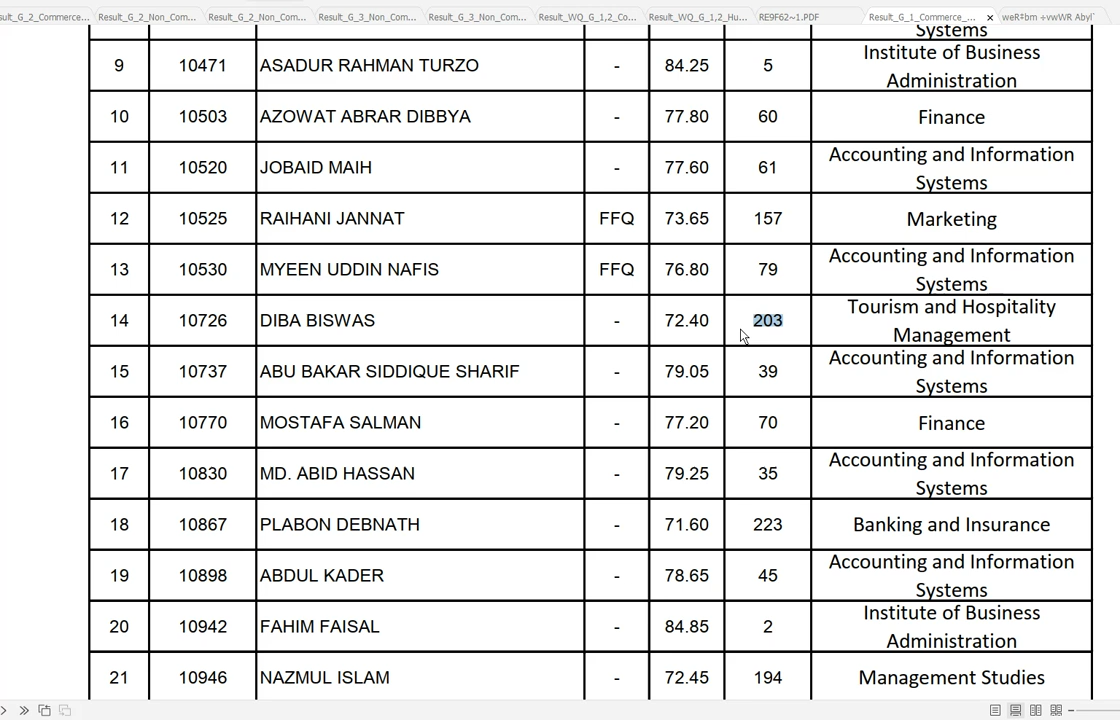 sult_G_2_Commerce...
Result_G_2_Non_Com...
Result_G_2_Non_Com...
Result_G_3_Non_Com...
Result_G_3_Non_Com...
Result_WQ_G_1,2_Co...
Result_WQ_G_1,2_Hu...
RE9F62~1.PDF
Result_G_1_Commerce_...
weR‡bm ÷vwWR Abyl
Systems
9 10471 ASADUR RAHMAN TURZO - 84.25 5 Institute of Business
Administration
10 10503 AZOWAT ABRAR DIBBYA - 77.80 60 Finance
11 10520 JOBAID MAIH - 77.60 61 Accounting and Information
Systems
12 10525 RAIHANI JANNAT FFQ 73.65 157 Marketing
13 10530 MYEEN UDDIN NAFIS FFQ 76.80 79 Accounting and Information
Systems
14 10726 DIBA BISWAS - 72.40 203 Tourism and Hospitality
Management
15 10737 ABU BAKAR SIDDIQUE SHARIF - 79.05 39 Accounting and Information
Systems
16 10770 MOSTAFA SALMAN - 77.20 70 Finance
17 10830 MD. ABID HASSAN - 79.25 35 Accounting and Information
Systems
18 10867 PLABON DEBNATH - 71.60 223 Banking and Insurance
19 10898 ABDUL KADER - 78.65 45 Accounting and Information
Systems
20 10942 FAHIM FAISAL - 84.85 2 Institute of Business
Administration
21 10946 NAZMUL ISLAM - 72.45 194 Management Studies